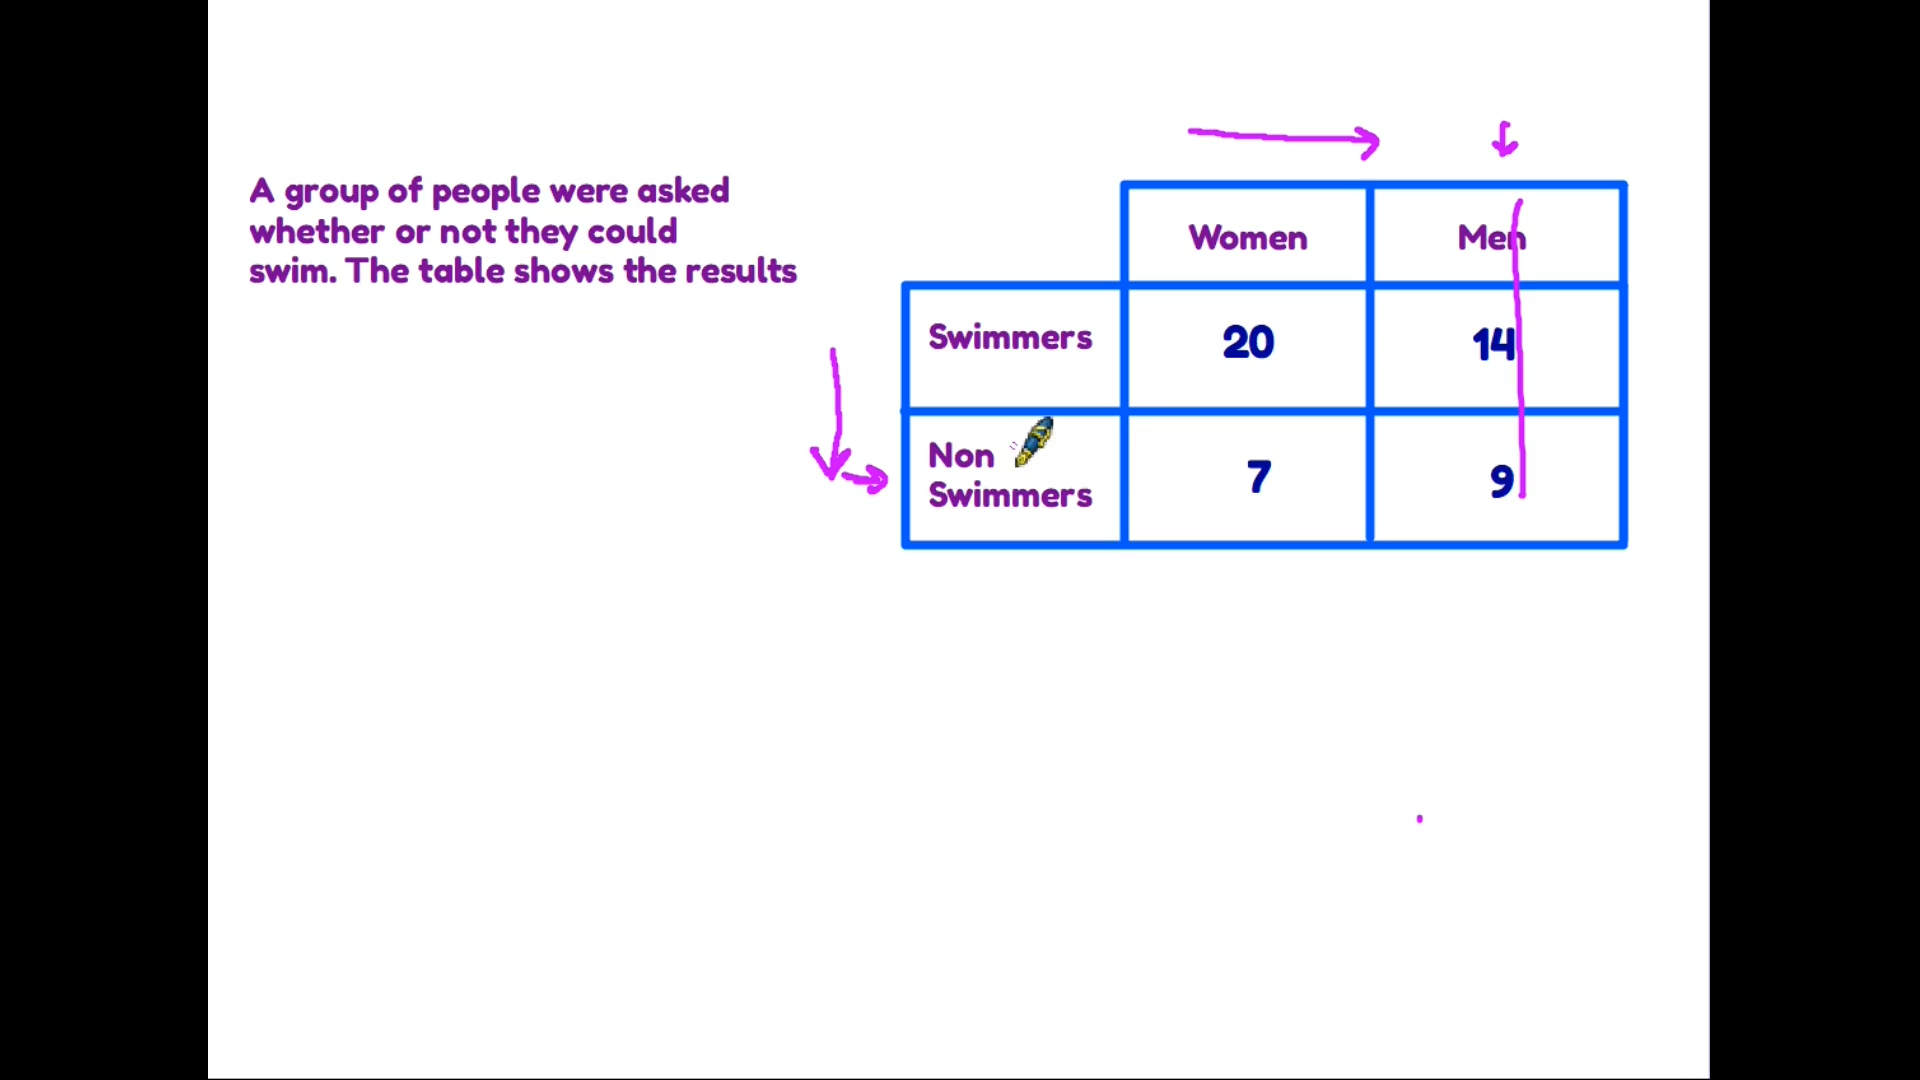 A group of people were asked
whether or not they could
swim. The table shows the results
Women Men
Swimmers 20 14
Non
Swimmers 7 9